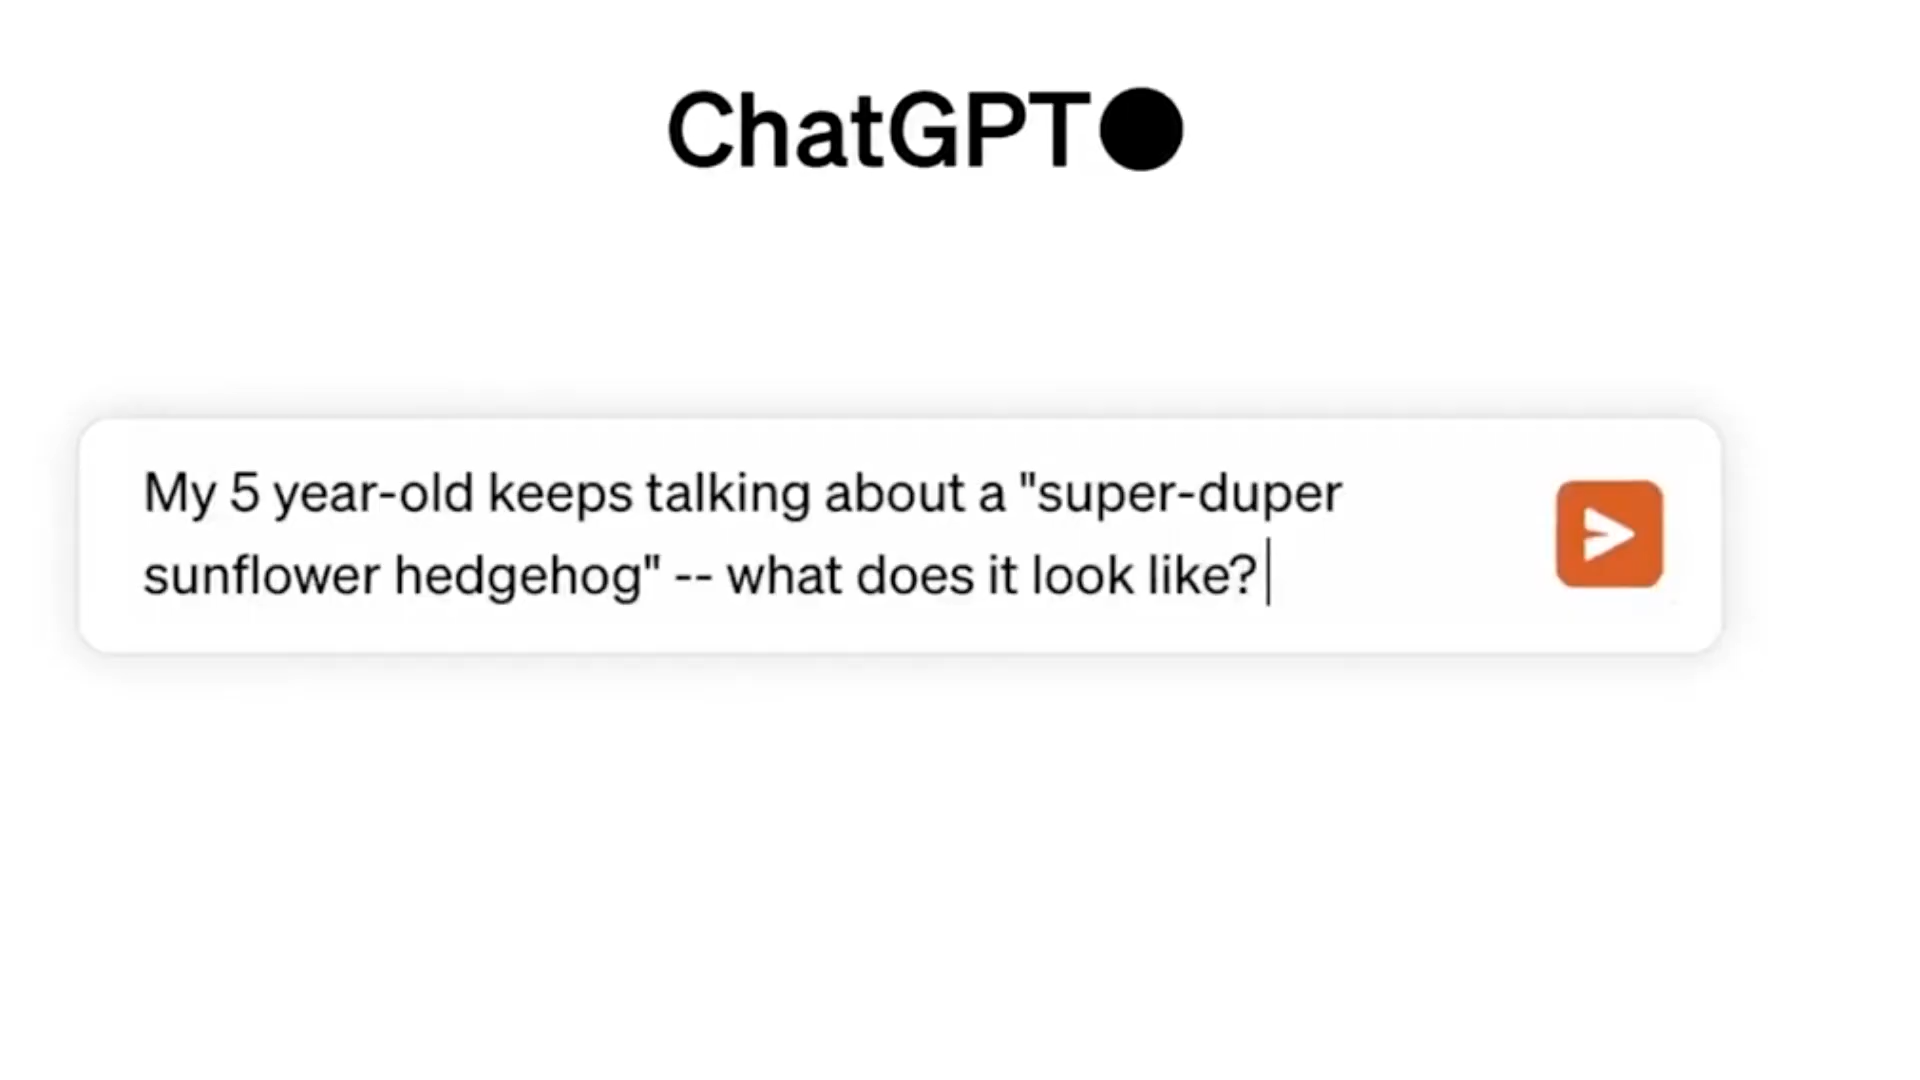 ChatGPT
My 5 year-old keeps talking about a "super-duper
sunflower hedgehog" -- what does it look like?